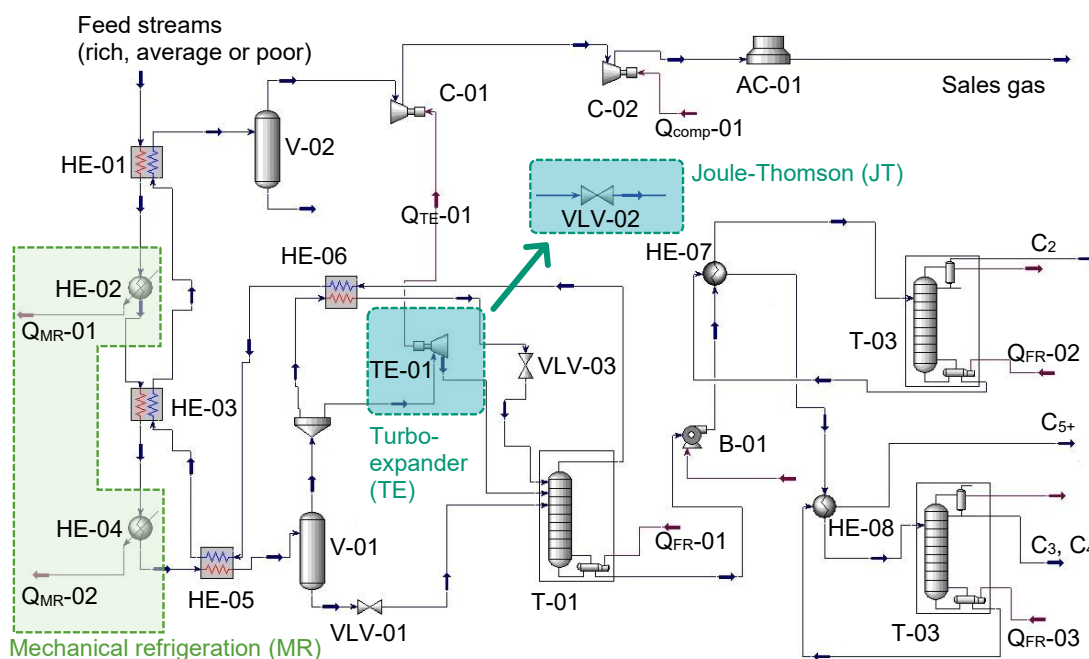 Feed streams
(rich, average or poor)
C-01
C-02
AC-01
Sales gas
Qcomp-01
V-02
HE-01
Joule-Thomson (JT)
VLV-02
QTE-01
HE-06
HE-07
C2
HE-02
QMR-01
T-03
QFR-02
TE-01
VLV-03
HE-03
Turbo-
expander
(TE)
B-01
C5+
HE-04
V-01
HE-08
QFR-01
C3, C4
QMR-02
HE-05
VLV-01
T-01
T-03
QFR-03
Mechanical refrigeration (MR)